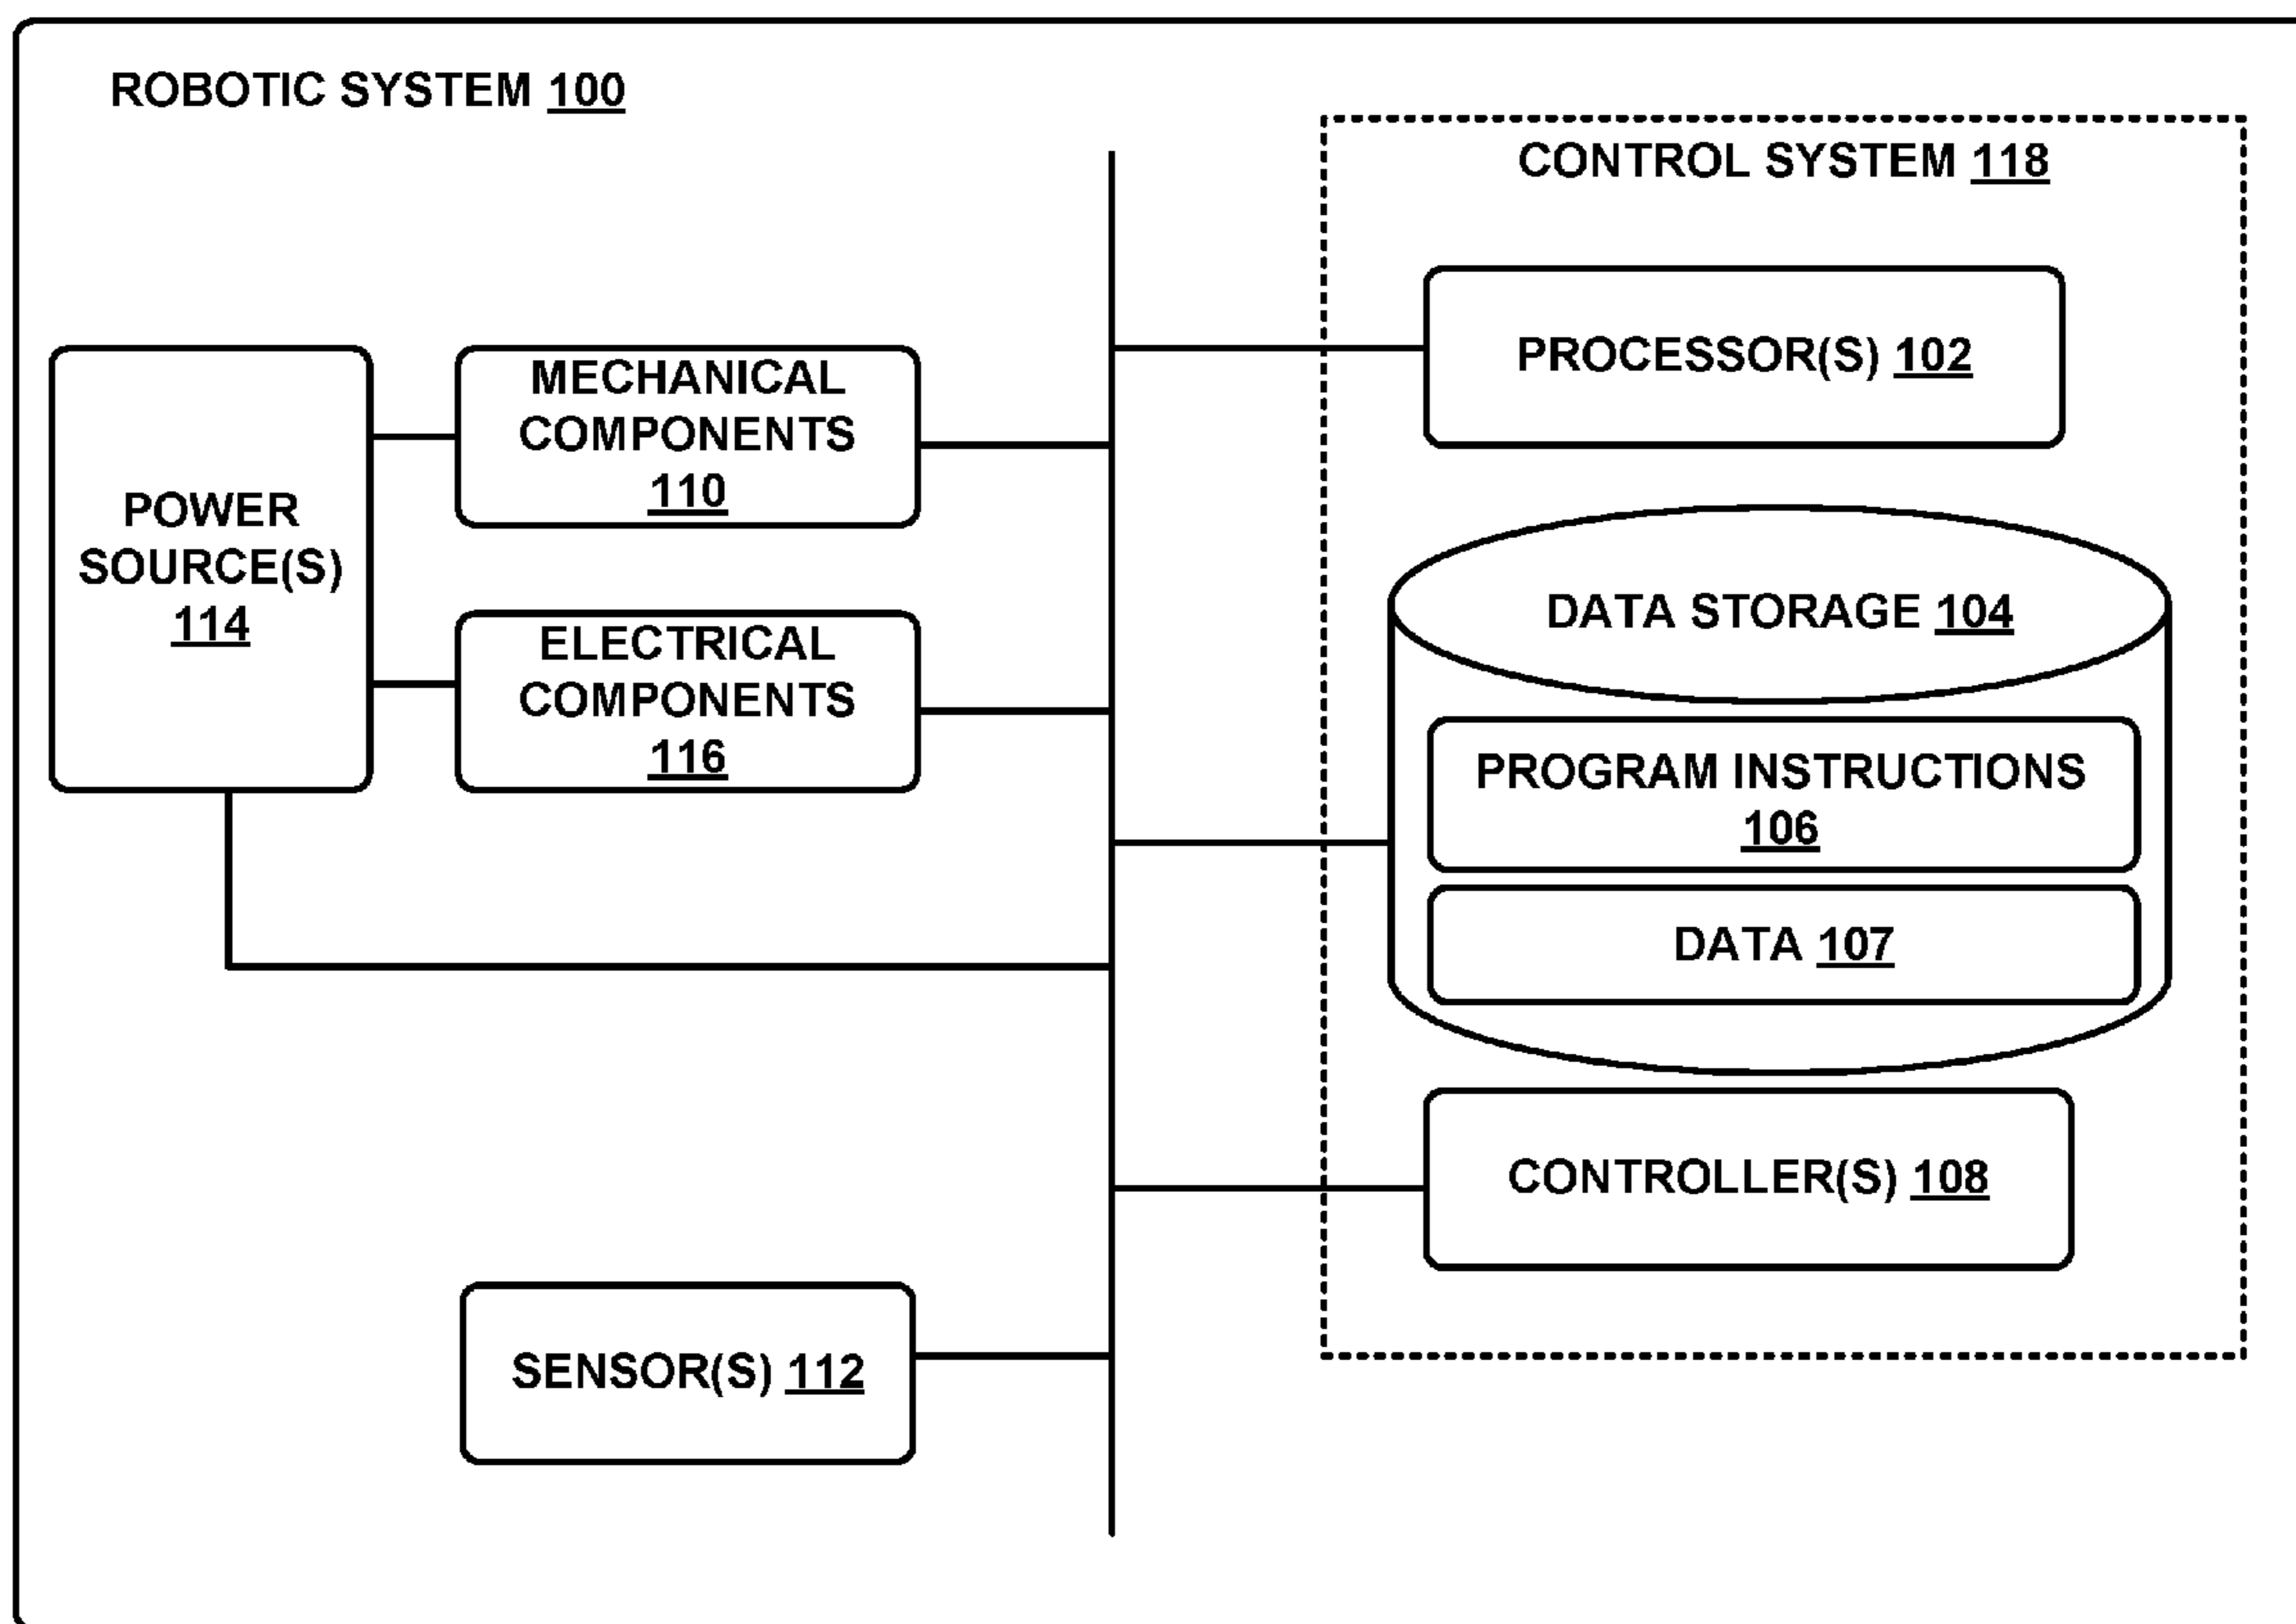 ROBOTIC SYSTEM 100
CONTROL SYSTEM 118
PROCESSOR(S) 102
MECHANICAL
COMPONENTS
110
POWER
SOURCE(S)
114
ELECTRICAL
COMPONENTS
116
DATA STORAGE 104
PROGRAM INSTRUCTIONS
106
DATA 107
CONTROLLER(S) 108
SENSOR(S) 112